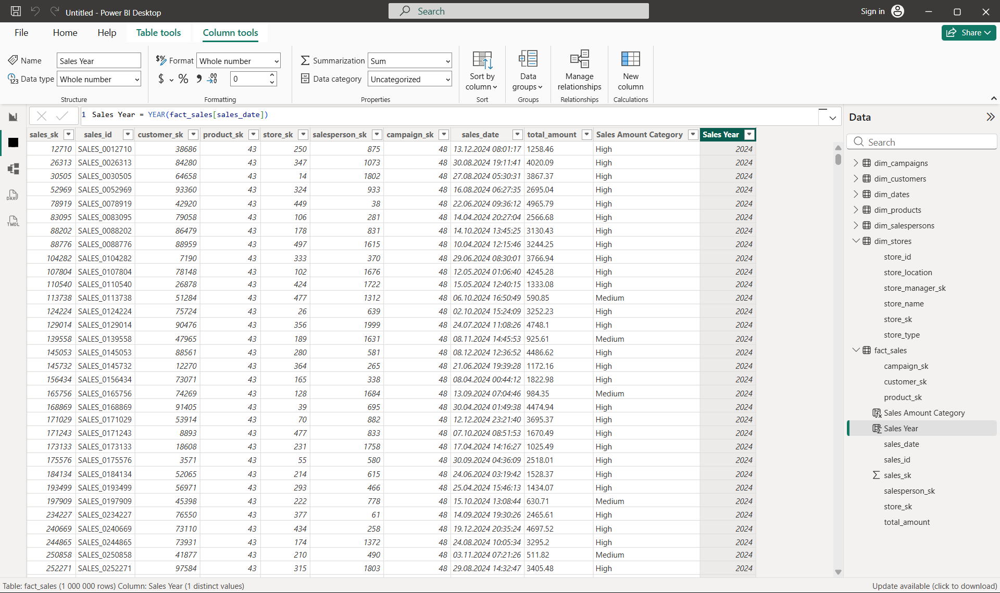 Untitled - Power BI Desktop
Search
Sign in
File Home Help Table tools Column tools
Share
Name Sales Year
Data type Whole number
Structure
Format Whole number
$ % , .00 0
Formatting
Summarization Sum
Data category Uncategorized
Properties
Sort by column
Sort
Data groups
Groups
Manage relationships
Relationships
New column
Calculations
1 Sales Year = YEAR(fact_sales[sales_date])
sales_sk sales_id customer_sk product_sk store_sk salesperson_sk campaign_sk sales_date total_amount Sales Amount Category Sales Year
12710 SALES_0012710 38686 43 250 875 48 13.12.2024 08:01:17 1258.46 High 2024
26313 SALES_0026313 84280 43 347 1073 48 30.08.2024 19:11:41 4020.09 High 2024
30505 SALES_0030505 64658 43 14 1802 48 27.08.2024 05:30:31 3867.37 High 2024
52969 SALES_0052969 93360 43 324 933 48 16.08.2024 06:27:35 2695.04 High 2024
78919 SALES_0078919 42920 43 449 38 48 22.06.2024 09:36:12 4965.79 High 2024
83095 SALES_0083095 79058 43 106 281 48 14.04.2024 20:27:04 2566.68 High 2024
88202 SALES_0088202 86479 43 178 831 48 14.10.2024 13:45:25 3130.43 High 2024
88776 SALES_0088776 88959 43 497 1615 48 10.04.2024 12:15:46 3244.25 High 2024
104282 SALES_0104282 7190 43 333 370 48 29.06.2024 08:30:01 3766.94 High 2024
107804 SALES_0107804 78148 43 102 1676 48 12.05.2024 01:06:40 4245.28 High 2024
110540 SALES_0110540 26878 43 424 1722 48 15.05.2024 12:40:15 1333.08 High 2024
113738 SALES_0113738 51284 43 477 1312 48 06.10.2024 16:50:49 590.85 Medium 2024
124224 SALES_0124224 75724 43 26 639 48 02.10.2024 15:24:09 3252.23 High 2024
129014 SALES_0129014 90476 43 356 1999 48 24.07.2024 11:08:26 4748.1 High 2024
139558 SALES_0139558 47965 43 189 1631 48 08.11.2024 14:45:53 925.61 Medium 2024
145053 SALES_0145053 88561 43 280 581 48 08.12.2024 12:36:52 4486.62 High 2024
145732 SALES_0145732 12270 43 364 265 48 21.06.2024 19:39:28 1172.16 High 2024
156434 SALES_0156434 73071 43 165 338 48 08.04.2024 00:44:12 1822.98 High 2024
165756 SALES_0165756 74269 43 128 1684 48 13.09.2024 07:04:46 984.35 Medium 2024
168869 SALES_0168869 91405 43 39 695 48 30.04.2024 01:49:38 4474.94 High 2024
171029 SALES_0171029 53914 43 70 882 48 12.12.2024 23:21:40 3695.37 High 2024
171243 SALES_0171243 8893 43 477 833 48 07.10.2024 08:51:53 1670.49 High 2024
173133 SALES_0173133 18608 43 231 1758 48 17.04.2024 14:16:27 1025.49 High 2024
175576 SALES_0175576 3571 43 55 580 48 30.09.2024 04:36:09 2518.01 High 2024
184134 SALES_0184134 52065 43 214 615 48 24.06.2024 03:19:42 1528.37 High 2024
193499 SALES_0193499 56971 43 293 466 48 25.04.2024 15:46:13 1434.07 High 2024
197909 SALES_0197909 45398 43 222 778 48 15.10.2024 13:08:44 630.71 Medium 2024
234227 SALES_0234227 76550 43 377 61 48 14.09.2024 19:30:26 2465.61 High 2024
240669 SALES_0240669 73110 43 434 258 48 19.12.2024 20:35:24 4697.52 High 2024
244865 SALES_0244865 73931 43 174 1372 48 24.08.2024 10:05:34 3295.2 High 2024
250858 SALES_0250858 41877 43 210 490 48 03.11.2024 07:21:26 511.82 Medium 2024
252271 SALES_0252271 97584 43 315 1803 48 29.08.2024 14:32:47 3405.48 High 2024
DAX
TMDL
Data
Search
dim_campaigns
dim_customers
dim_dates
dim_products
dim_salespersons
dim_stores
store_id
store_location
store_manager_sk
store_name
store_sk
store_type
fact_sales
campaign_sk
customer_sk
product_sk
Sales Amount Category
Sales Year
sales_date
sales_id
sales_sk
salesperson_sk
store_sk
total_amount
Table: fact_sales (1 000 000 rows) Column: Sales Year (1 distinct values)
Update available (click to download)